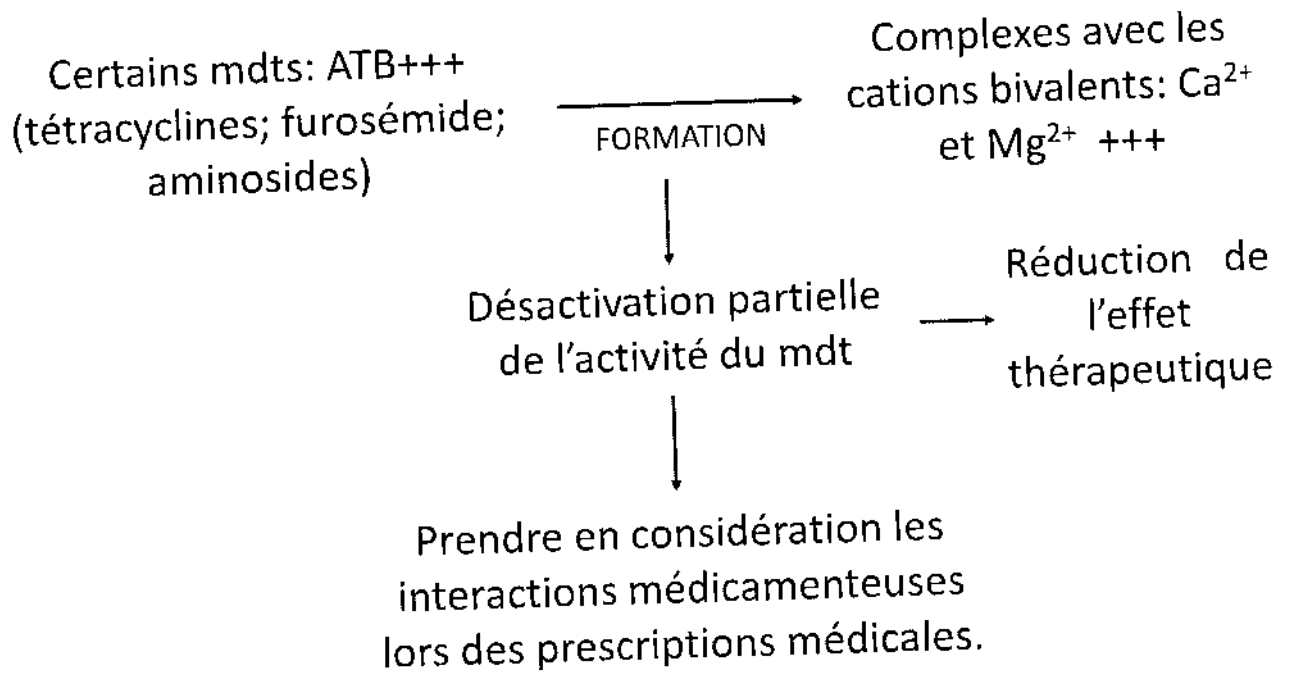 Certains mdts: ATB+++
(tétracyclines; furosémide;
aminosides)
FORMATION
Complexes avec les
cations bivalents: Ca²⁺
et Mg²⁺ +++
Désactivation partielle
de l'activité du mdt
Réduction de
l'effet
thérapeutique
Prendre en considération les
interactions médicamenteuses
lors des prescriptions médicales.